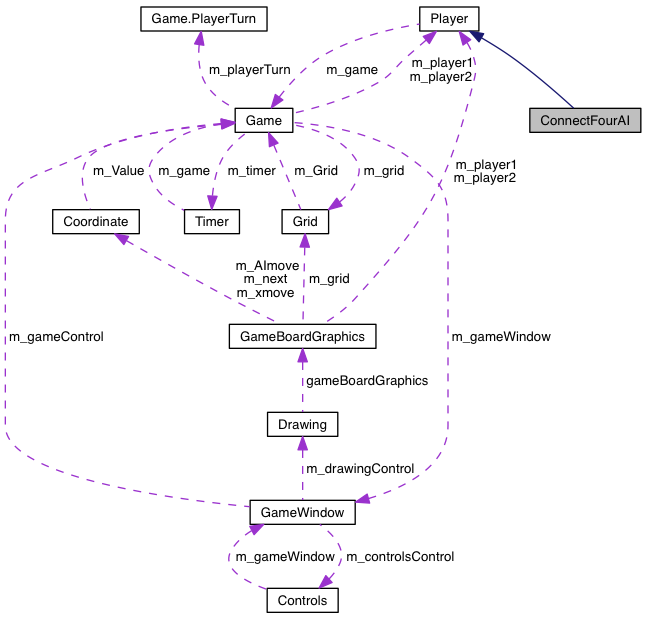 Game.PlayerTurn
Player
m_playerTurn
m_game
m_player1
m_player2
Game
ConnectFourAI
m_Value
m_game
m_timer
m_Grid
m_grid
m_player1
m_player2
Coordinate
Timer
Grid
m_AImove
m_next
m_xmove
m_grid
m_gameControl
GameBoardGraphics
m_gameWindow
gameBoardGraphics
Drawing
m_drawingControl
GameWindow
m_gameWindow
m_controlsControl
Controls